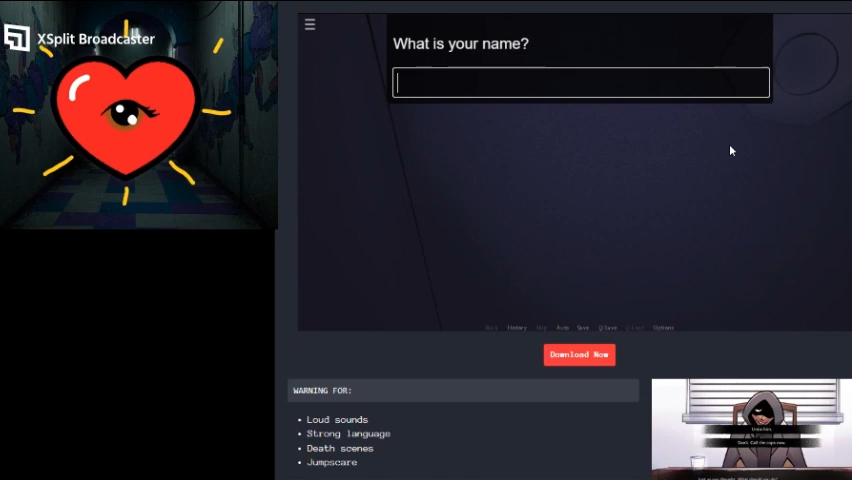 XSplit Broadcaster
What is your name?
History Auto Save Q.Save Options
Download Now
WARNING FOR:
• Loud sounds
• Strong language
• Death scenes
• Jumpscare